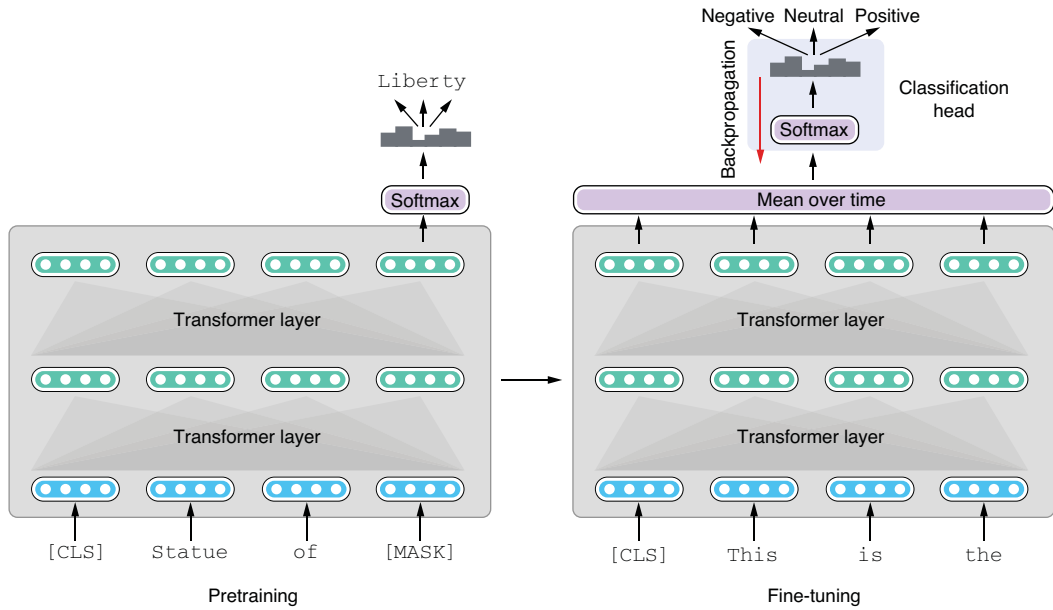 Negative Neutral Positive
Backpropagation
Classification
head
Softmax
Liberty
Softmax
Mean over time
Transformer layer
Transformer layer
[CLS] Statue of [MASK]
Pretraining
Transformer layer
Transformer layer
[CLS] This is the
Fine-tuning